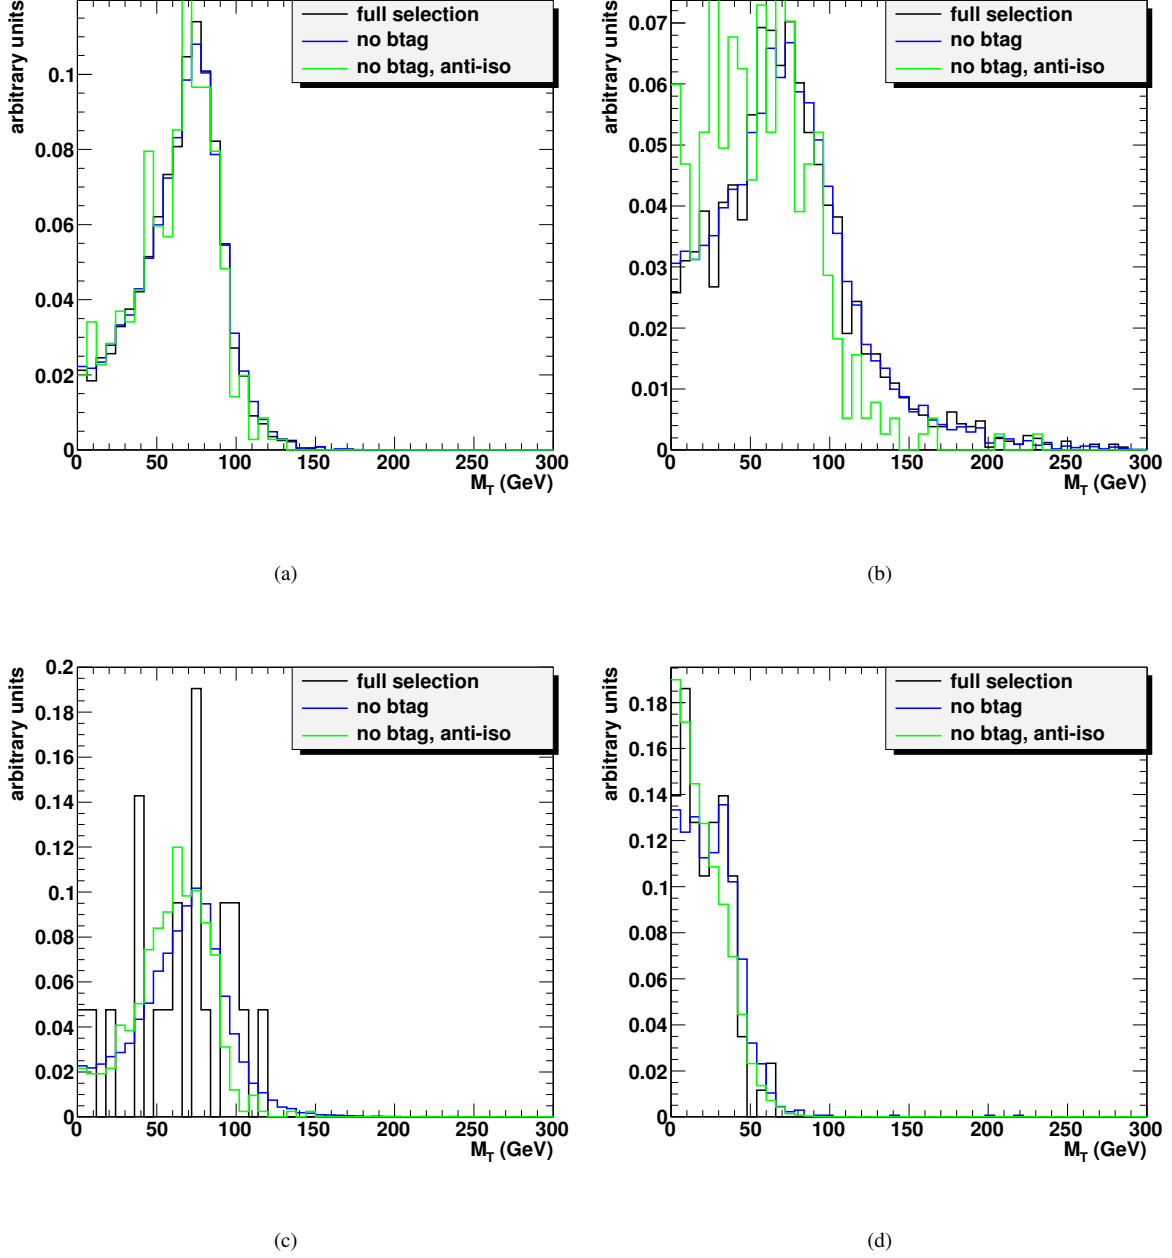 arbitrary units
full selection
no btag
no btag, anti-iso
0.1
0.08
0.06
0.04
0.02
0
0 50 100 150 200 250 300
M_T (GeV)
(a)
arbitrary units
full selection
no btag
no btag, anti-iso
0.07
0.06
0.05
0.04
0.03
0.02
0.01
0
0 50 100 150 200 250 300
M_T (GeV)
(b)
arbitrary units
full selection
no btag
no btag, anti-iso
0.2
0.18
0.16
0.14
0.12
0.1
0.08
0.06
0.04
0.02
0
0 50 100 150 200 250 300
M_T (GeV)
(c)
arbitrary units
full selection
no btag
no btag, anti-iso
0.18
0.16
0.14
0.12
0.1
0.08
0.06
0.04
0.02
0
0 50 100 150 200 250 300
M_T (GeV)
(d)